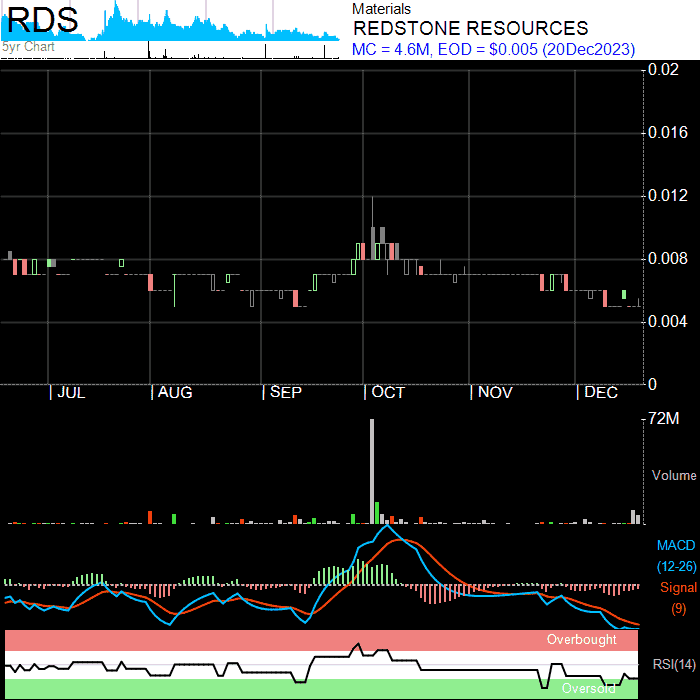 RDS
5yr Chart
Materials
REDSTONE RESOURCES
MC = 4.6M, EOD = $0.005 (20Dec2023)
0.02
0.016
0.012
0.008
0.004
0
| JUL | AUG | SEP | OCT | NOV | DEC
72M
Volume
MACD
(12-26)
Signal
(9)
Overbought
RSI(14)
Oversold